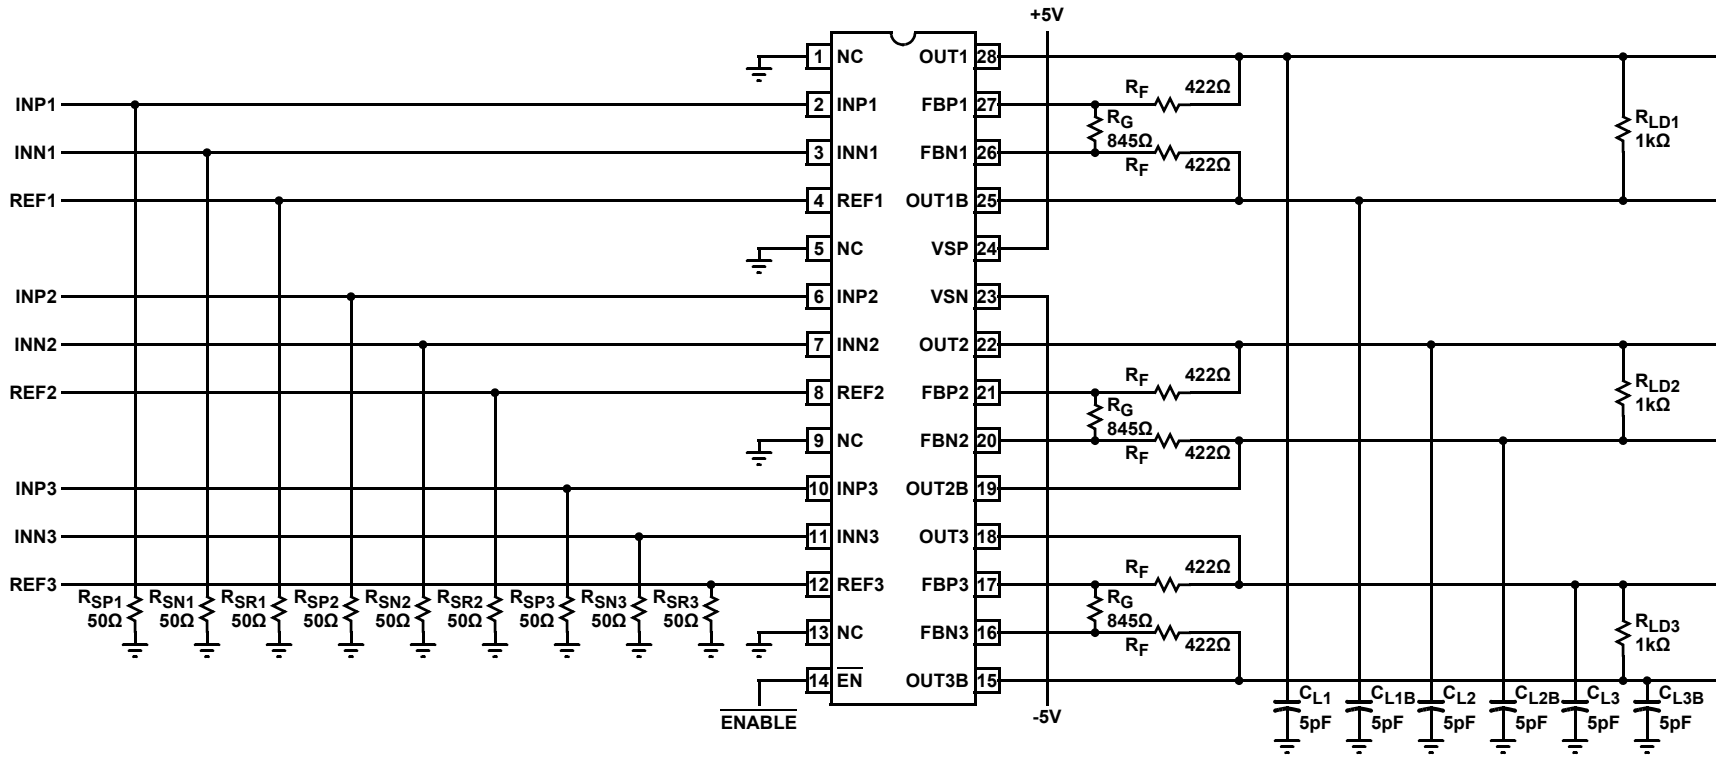 +5V
1 NC OUT1 28
RF 422Ω
INP1 2 INP1 FBP1 27
RG 845Ω
RLD1 1kΩ
INN1 3 INN1 FBN1 26
RF 422Ω
REF1 4 REF1 OUT1B 25
5 NC VSP 24
INP2 6 INP2 VSN 23
INN2 7 INN2 OUT2 22
RF 422Ω
REF2 8 REF2 FBP2 21
RG 845Ω
RLD2 1kΩ
9 NC FBN2 20
RF 422Ω
INP3 10 INP3 OUT2B 19
INN3 11 INN3 OUT3 18
RF 422Ω
REF3 12 REF3 FBP3 17
RG 845Ω
RSP1 RSN1 RSR1 RSP2 RSN2 RSR2 RSP3 RSN3 RSR3
50Ω 50Ω 50Ω 50Ω 50Ω 50Ω 50Ω 50Ω 50Ω
RLD3 1kΩ
13 NC FBN3 16
RF 422Ω
14 EN OUT3B 15
ENABLE
-5V
CL1 CL1B CL2 CL2B CL3 CL3B
5pF 5pF 5pF 5pF 5pF 5pF